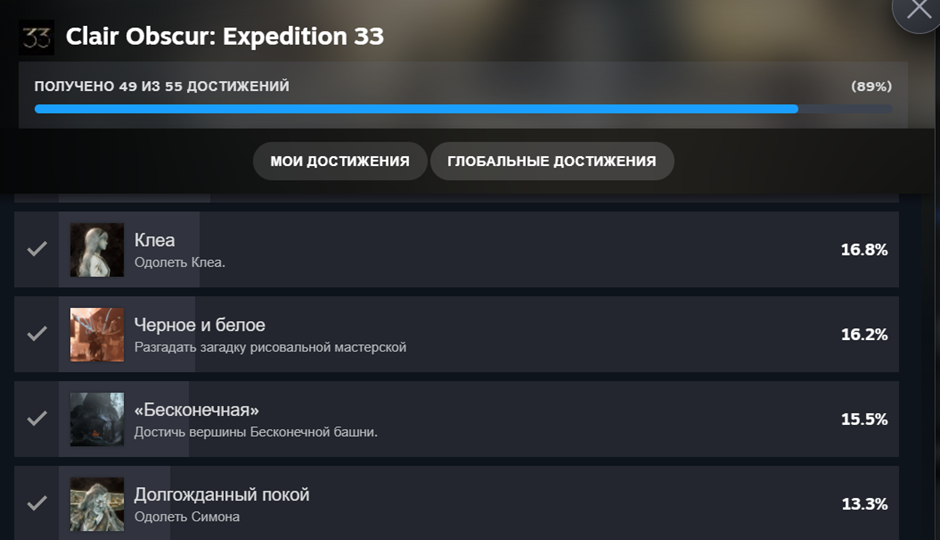 33
Clair Obscur: Expedition 33
ПОЛУЧЕНО 49 ИЗ 55 ДОСТИЖЕНИЙ (89%)
МОИ ДОСТИЖЕНИЯ ГЛОБАЛЬНЫЕ ДОСТИЖЕНИЯ
Клеа
Одолеть Клеа.
16.8%
Черное и белое
Разгадать загадку рисовальной мастерской
16.2%
«Бесконечная»
Достичь вершины Бесконечной башни.
15.5%
Долгожданный покой
Одолеть Симона
13.3%